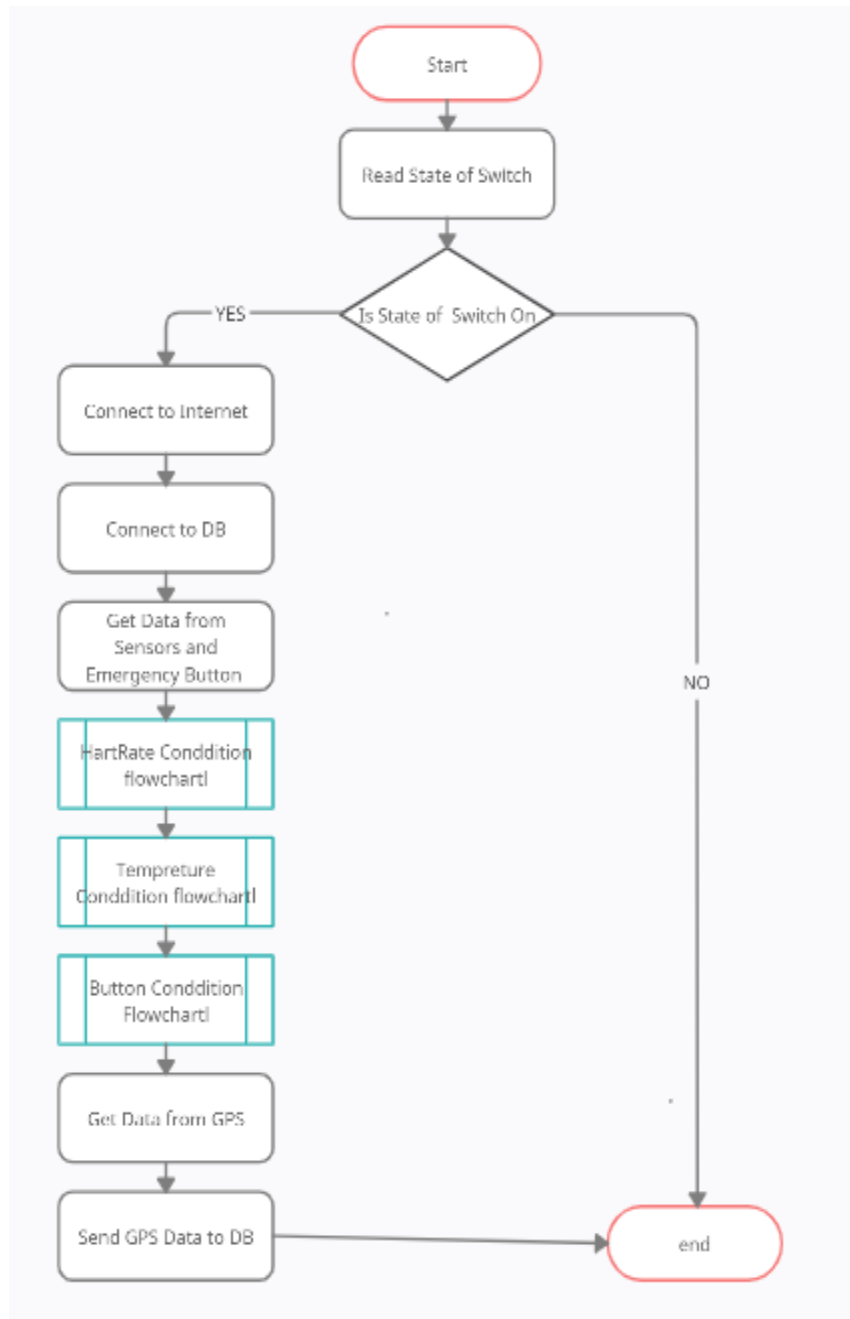 Start
Read State of Switch
Is State of Switch On
YES
Connect to Internet
Connect to DB
Get Data from
Sensors and
Emergency Button
HartRate Conddition
flowchartl
Tempreture
Conddition flowchartl
Button Conddition
Flowchartl
Get Data from GPS
Send GPS Data to DB
NO
end